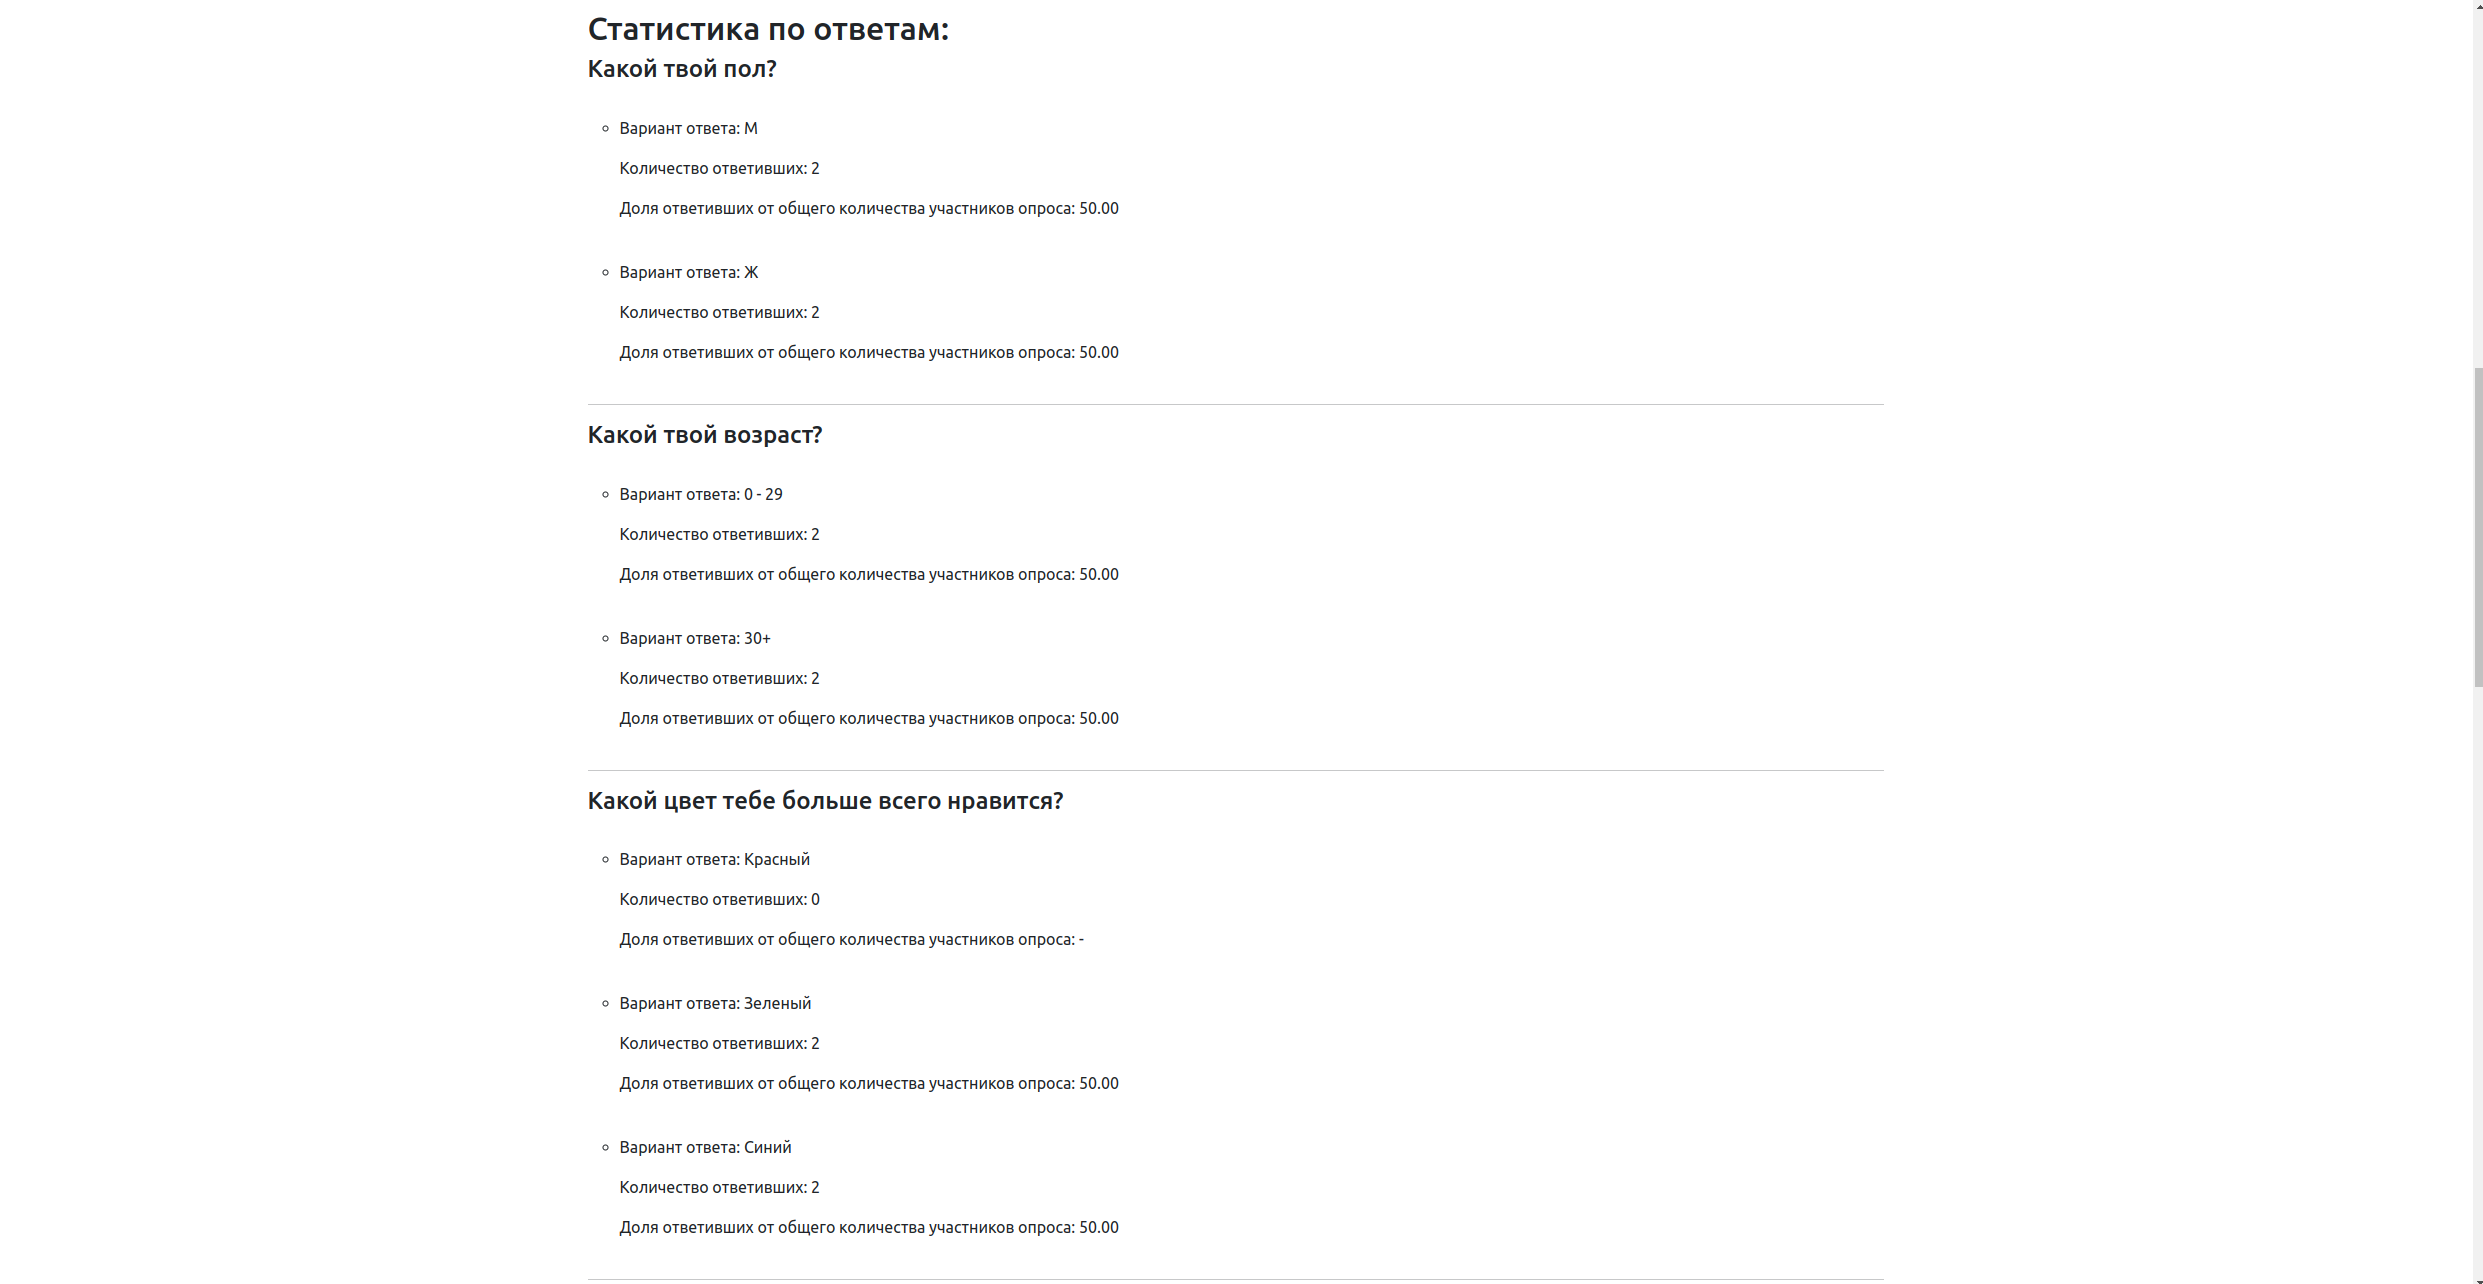 Статистика по ответам:
Какой твой пол?
Вариант ответа: М
Количество ответивших: 2
Доля ответивших от общего количества участников опроса: 50.00
Вариант ответа: Ж
Количество ответивших: 2
Доля ответивших от общего количества участников опроса: 50.00
Какой твой возраст?
Вариант ответа: 0 - 29
Количество ответивших: 2
Доля ответивших от общего количества участников опроса: 50.00
Вариант ответа: 30+
Количество ответивших: 2
Доля ответивших от общего количества участников опроса: 50.00
Какой цвет тебе больше всего нравится?
Вариант ответа: Красный
Количество ответивших: 0
Доля ответивших от общего количества участников опроса: -
Вариант ответа: Зеленый
Количество ответивших: 2
Доля ответивших от общего количества участников опроса: 50.00
Вариант ответа: Синий
Количество ответивших: 2
Доля ответивших от общего количества участников опроса: 50.00